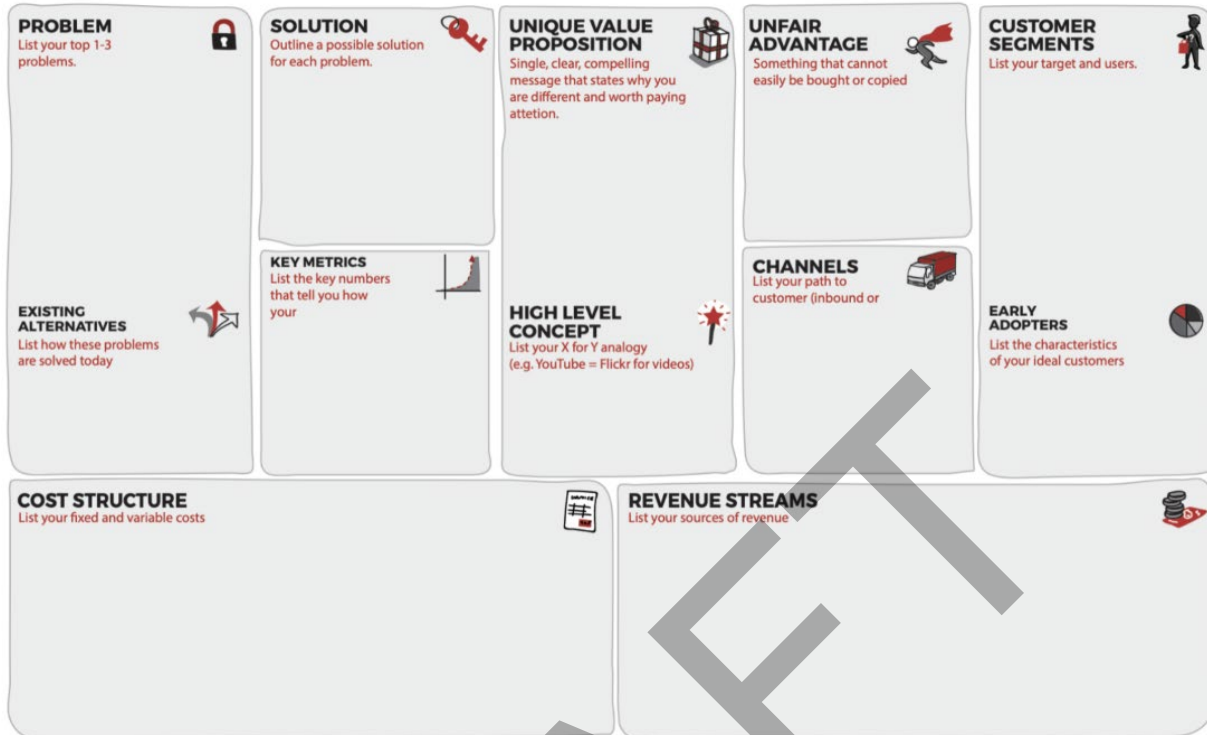 PROBLEM
List your top 1-3
problems.
EXISTING
ALTERNATIVES
List how these problems
are solved today
SOLUTION
Outline a possible solution
for each problem.
KEY METRICS
List the key numbers
that tell you how
your
UNIQUE VALUE
PROPOSITION
Single, clear, compelling
message that states why you
are different and worth paying
attetion.
HIGH LEVEL
CONCEPT
List your X for Y analogy
(e.g. YouTube = Flickr for videos)
UNFAIR
ADVANTAGE
Something that cannot
easily be bought or copied
CHANNELS
List your path to
customer (inbound or
CUSTOMER
SEGMENTS
List your target and users.
EARLY
ADOPTERS
List the characteristics
of your ideal customers
COST STRUCTURE
List your fixed and variable costs
REVENUE STREAMS
List your sources of revenue